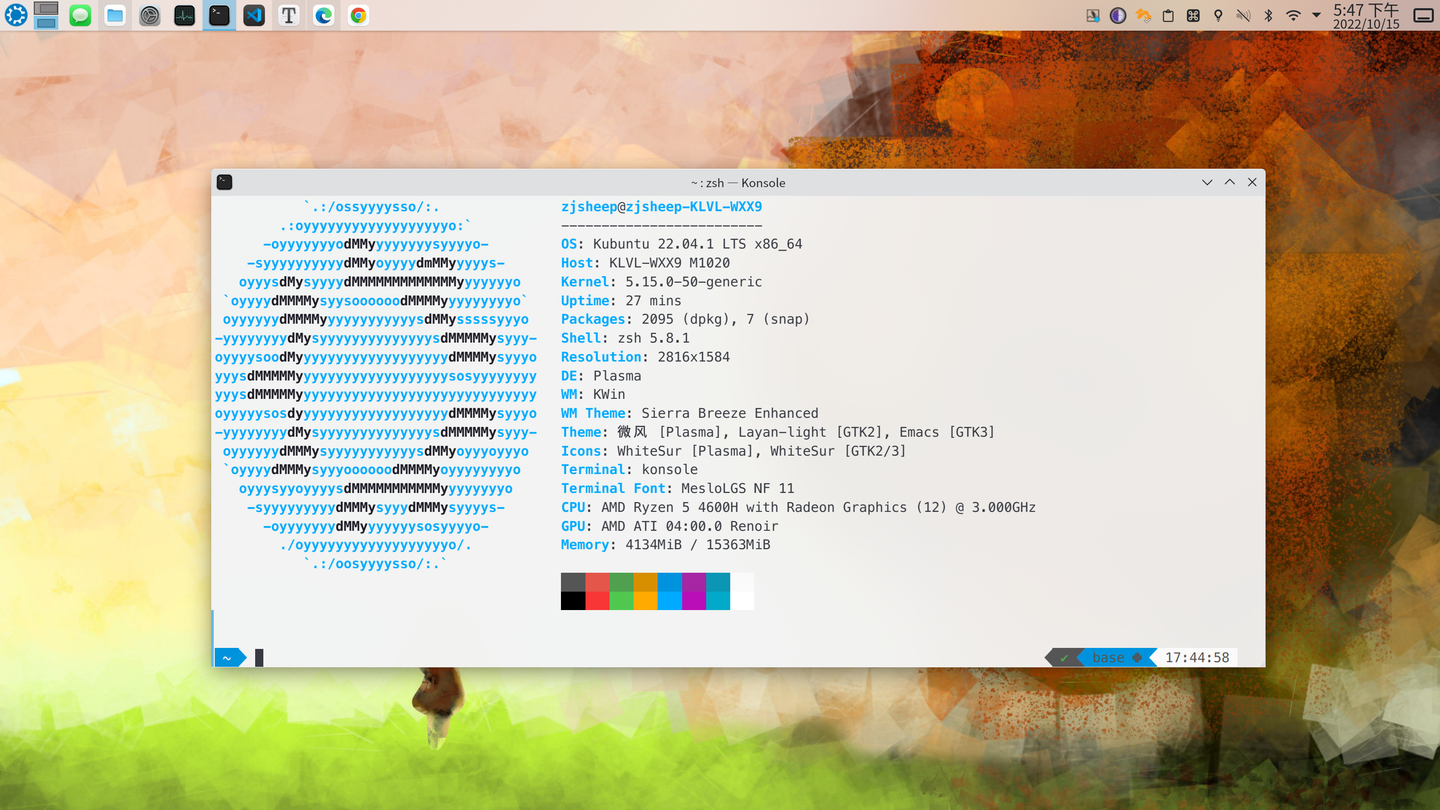 5:47 下午
2022/10/15
~ : zsh — Konsole
`.:/ossyyyysso/:.
.:oyyyyyyyyyyyyyyyyyyo:`
-oyyyyyyyodMMyyyyyyyysyyyyo-
-syyyyyyyyyydMMyoyyyydmMMyyyyys-
oyyysdMysyyyydMMMMMMMMMMMMMyyyyyyyo
`oyyyydMMMMysyysoooooodMMMMyyyyyyyyyo`
oyyyyyydMMMMyyyyyyyyyyyysdMMysssssyyyo
-yyyyyyyydMysyyyyyyyyyyyyyysdMMMMMysyyy-
oyyyysoodMyyyyyyyyyyyyyyyyyyydMMMMysyyyo
yyysdMMMMMyyyyyyyyyyyyyyyyyyysosyyyyyyyy
yyysdMMMMMyyyyyyyyyyyyyyyyyyyyyyyyyyyyyy
oyyyyysosdyyyyyyyyyyyyyyyyyyydMMMMysyyyo
-yyyyyyyydMysyyyyyyyyyyyyyysdMMMMMysyyy-
oyyyyyydMMMysyyyyyyyyyyysdMMyoyyyoyyyo
`oyyyydMMMysyyyoooooodMMMMyoyyyyyyyyo
oyyysyyoyyyysdMMMMMMMMMMMyyyyyyyyo
-syyyyyyyyydMMMysyyydMMMysyyyys-
-oyyyyyyydMMyyyyyyysosyyyyo-
./oyyyyyyyyyyyyyyyyyyo/.
`.:/oosyyyysso/:.`
zjsheep@zjsheep-KLVL-WXX9
-------------------------
OS: Kubuntu 22.04.1 LTS x86_64
Host: KLVL-WXX9 M1020
Kernel: 5.15.0-50-generic
Uptime: 27 mins
Packages: 2095 (dpkg), 7 (snap)
Shell: zsh 5.8.1
Resolution: 2816x1584
DE: Plasma
WM: KWin
WM Theme: Sierra Breeze Enhanced
Theme: 微风 [Plasma], Layan-light [GTK2], Emacs [GTK3]
Icons: WhiteSur [Plasma], WhiteSur [GTK2/3]
Terminal: konsole
Terminal Font: MesloLGS NF 11
CPU: AMD Ryzen 5 4600H with Radeon Graphics (12) @ 3.000GHz
GPU: AMD ATI 04:00.0 Renoir
Memory: 4134MiB / 15363MiB
~ ✓ base 17:44:58